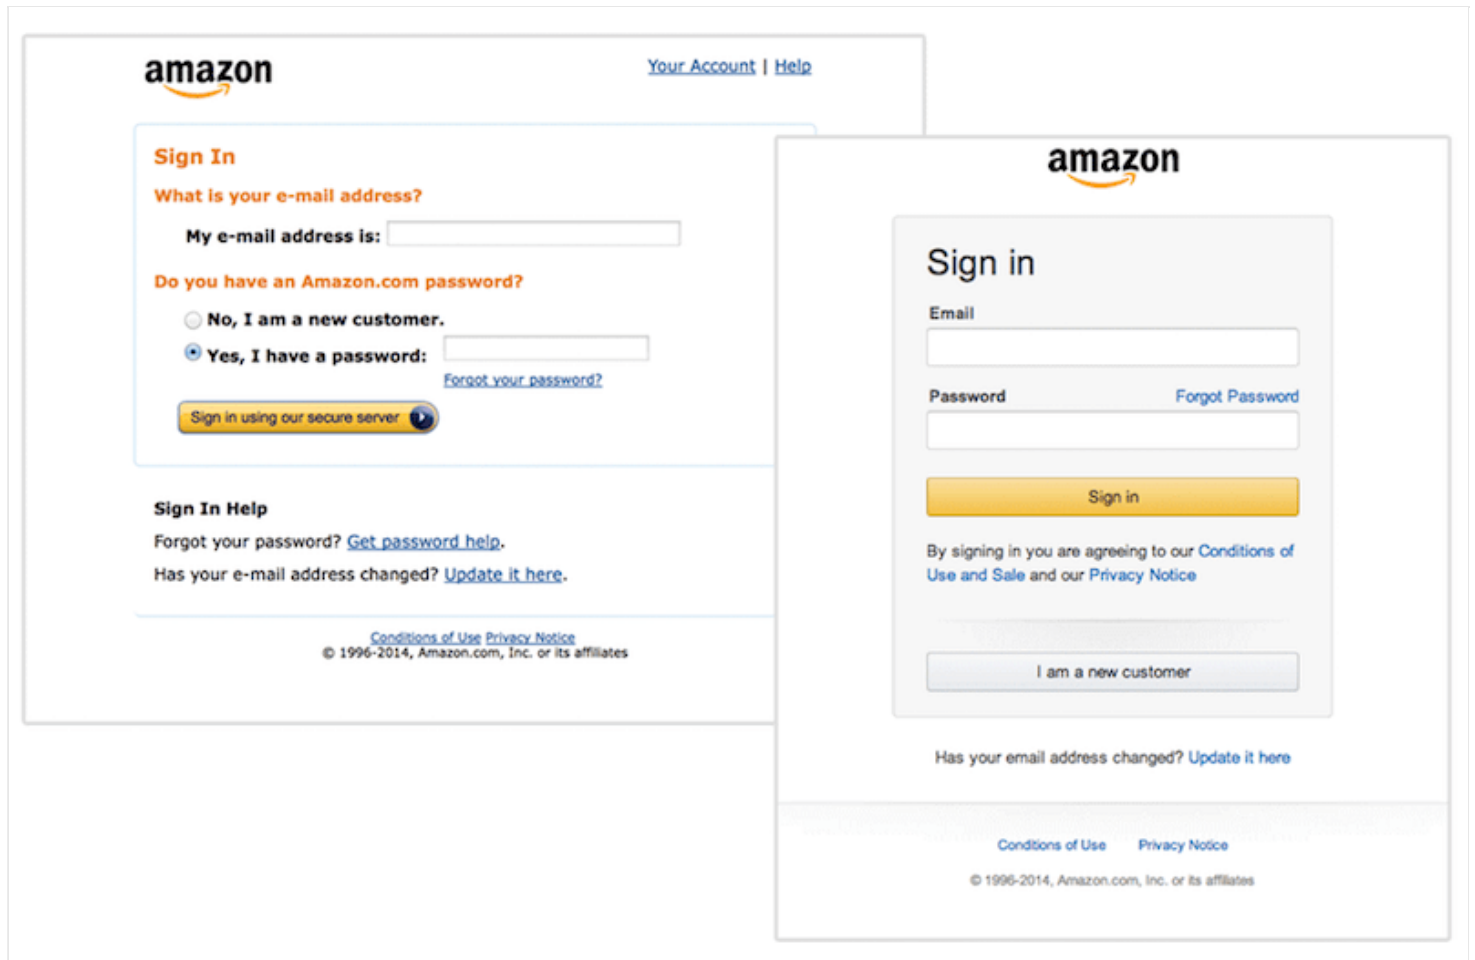 amazon
Your Account | Help
Sign In
What is your e-mail address?
My e-mail address is:
Do you have an Amazon.com password?
No, I am a new customer.
Yes, I have a password:
Forgot your password?
Sign in using our secure server
Sign In Help
Forgot your password? Get password help.
Has your e-mail address changed? Update it here.
Conditions of Use Privacy Notice
© 1996-2014, Amazon.com, Inc. or its affiliates
amazon
Sign in
Email
Password Forgot Password
Sign in
By signing in you are agreeing to our Conditions of
Use and Sale and our Privacy Notice
I am a new customer
Has your email address changed? Update it here
Conditions of Use Privacy Notice
© 1996-2014, Amazon.com, Inc. or its affiliates